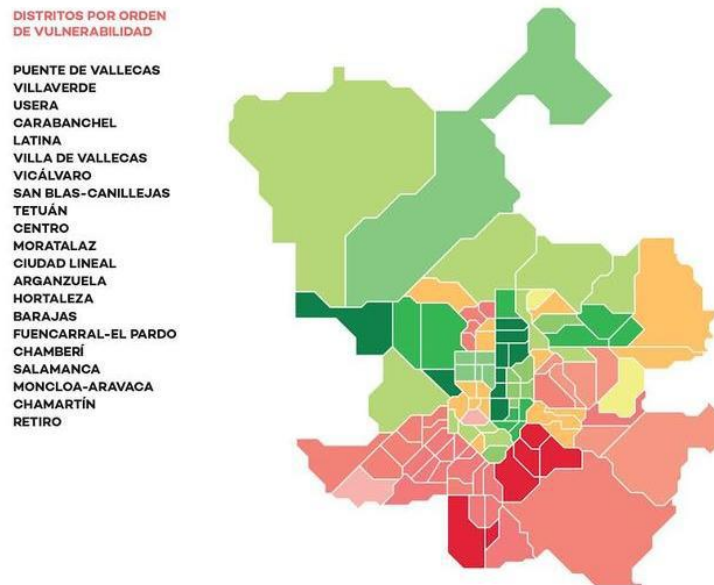 DISTRITOS POR ORDEN
DE VULNERABILIDAD
PUENTE DE VALLECAS
VILLAVERDE
USERA
CARABANCHEL
LATINA
VILLA DE VALLECAS
VICÁLVARO
SAN BLAS-CANILLEJAS
TETUÁN
CENTRO
MORATALAZ
CIUDAD LINEAL
ARGANZUELA
HORTALEZA
BARAJAS
FUENCARRAL-EL PARDO
CHAMBERÍ
SALAMANCA
MONCLOA-ARAVACA
CHAMARTÍN
RETIRO